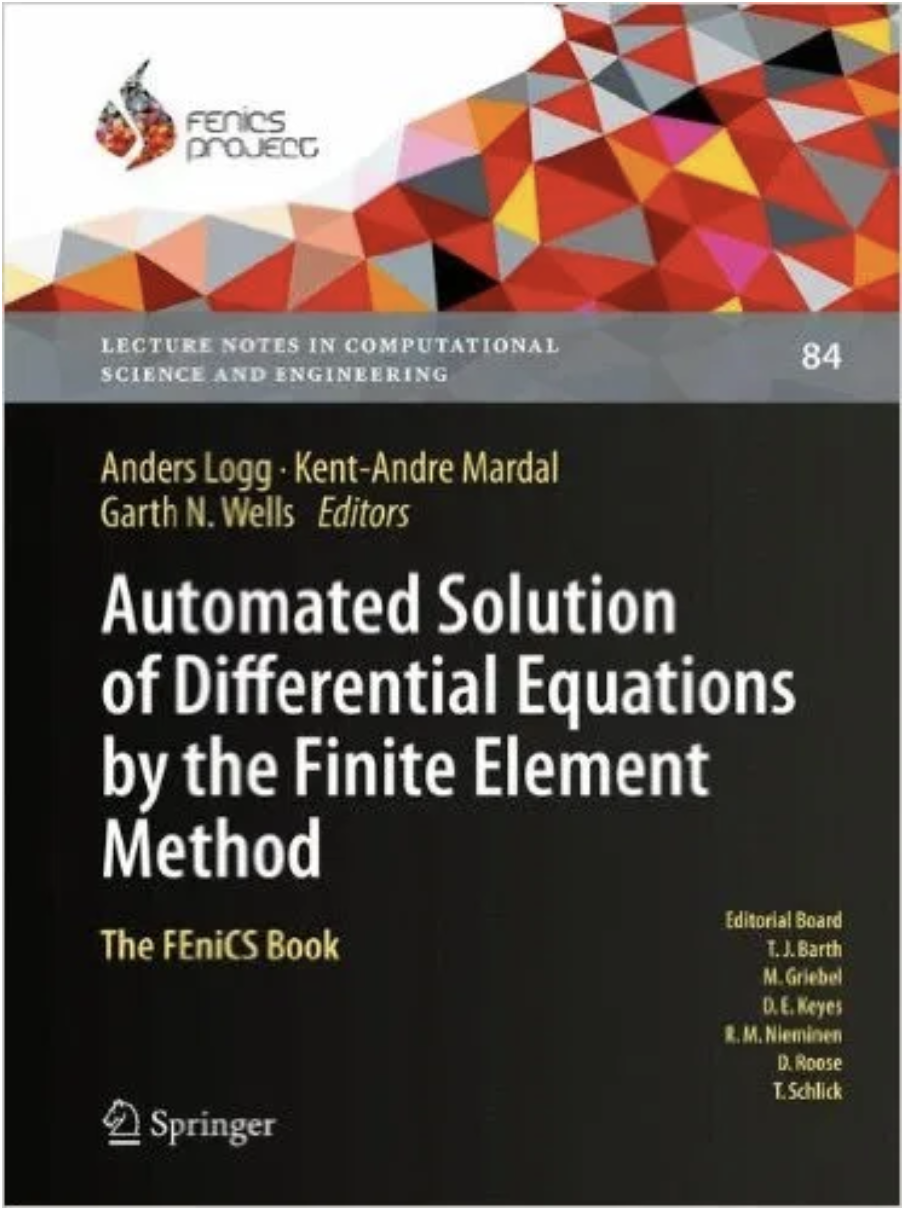 FENICS
PROJECT
LECTURE NOTES IN COMPUTATIONAL
SCIENCE AND ENGINEERING
84
Anders Logg · Kent-Andre Mardal
Garth N. Wells Editors
Automated Solution
of Differential Equations
by the Finite Element
Method
The FEniCS Book
Editorial Board
T. J. Barth
M. Griebel
D. E. Keyes
R. M. Nieminen
D. Roose
T. Schlick
Springer